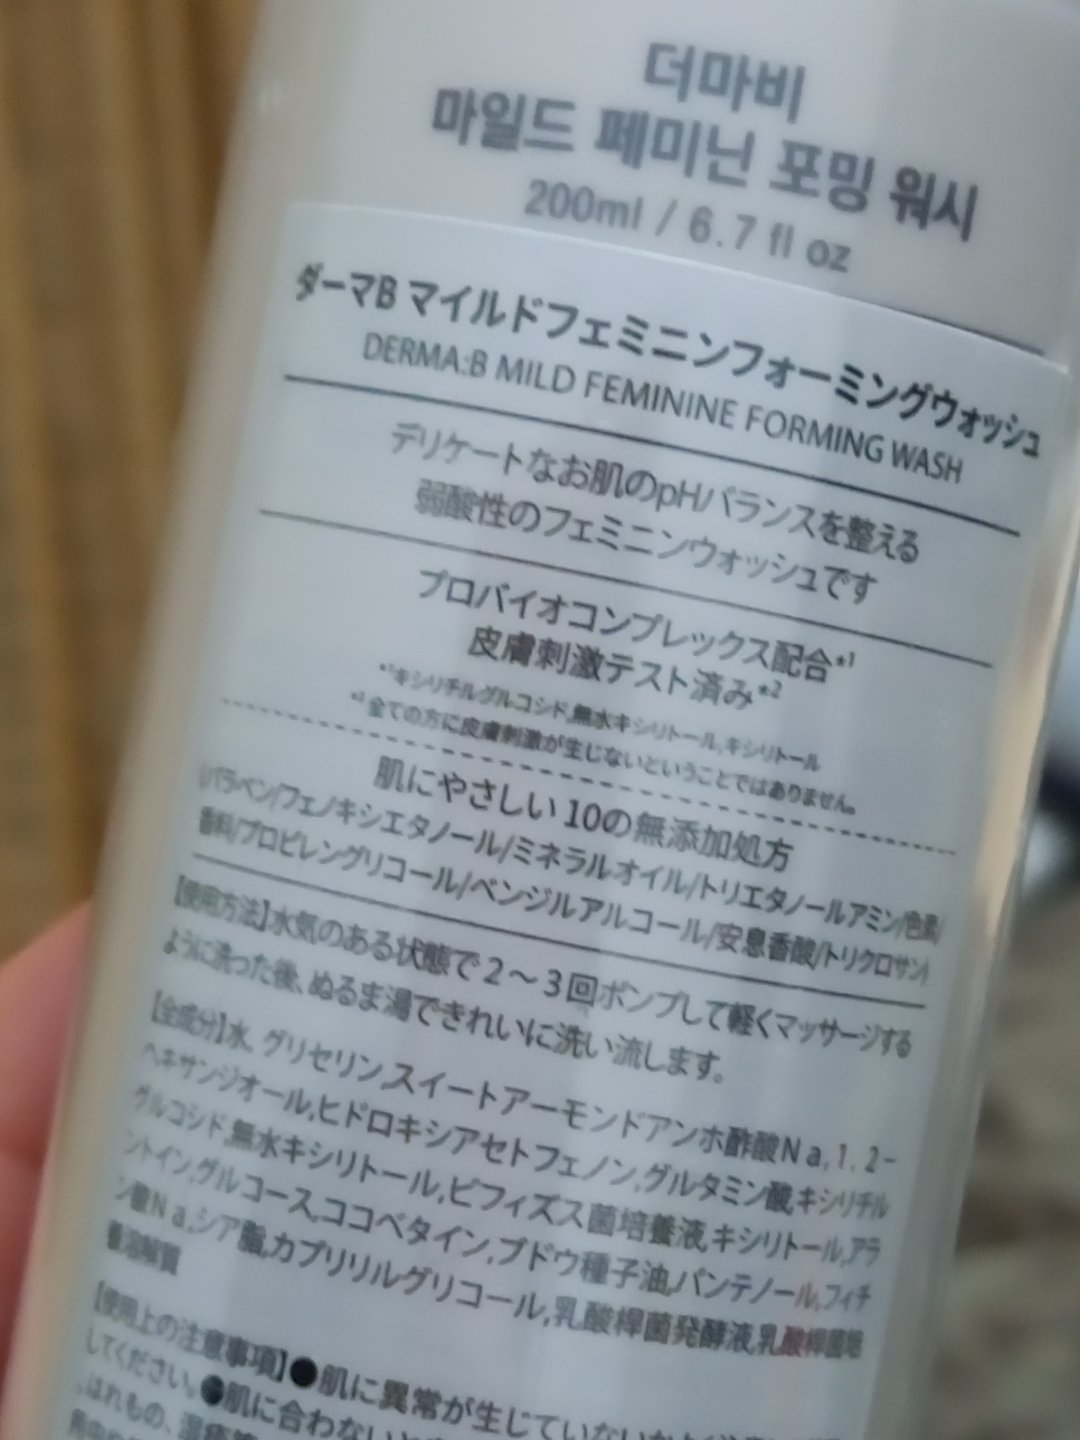 더마비
마일드 페미닌 포밍 워시
200ml / 6.7 fl oz
ダーマB マイルドフェミニンフォーミングウォッシュ
DERMA:B MILD FEMININE FORMING WASH
デリケートなお肌のpHバランスを整える
弱酸性のフェミニンウォッシュです
プロバイオコンプレックス配合*1
皮膚刺激テスト済み*2
*1キシリチルグルコシド,無水キシリトール,キシリトール
*2全ての方に皮膚刺激が生じないということではありません。
肌にやさしい10の無添加処方
パラベン/フェノキシエタノール/ミネラルオイル/トリエタノールアミン/色素/
香料/プロピレングリコール/ベンジルアルコール/安息香酸/トリクロサン
【使用方法】水気のある状態で2～3回ポンプして軽くマッサージする
ように洗った後、ぬるま湯できれいに洗い流します。
【全成分】水,グリセリン,スイートアーモンドアンホ酢酸Na,1,2-
ヘキサンジオール,ヒドロキシアセトフェノン,グルタミン酸,キシリチル
グルコシド,無水キシリトール,ビフィズス菌培養液,キシリトール,アラ
ントイン,グルコース,ココベタイン,ブドウ種子油,パンテノール,フィチ
ン酸Na,シア脂,カプリリルグリコール,乳酸桿菌発酵液,乳酸桿菌培
養溶解質
【使用上の注意事項】●肌に異常が生じていないか
してください。●肌に合わないと
はれもの、湿疹